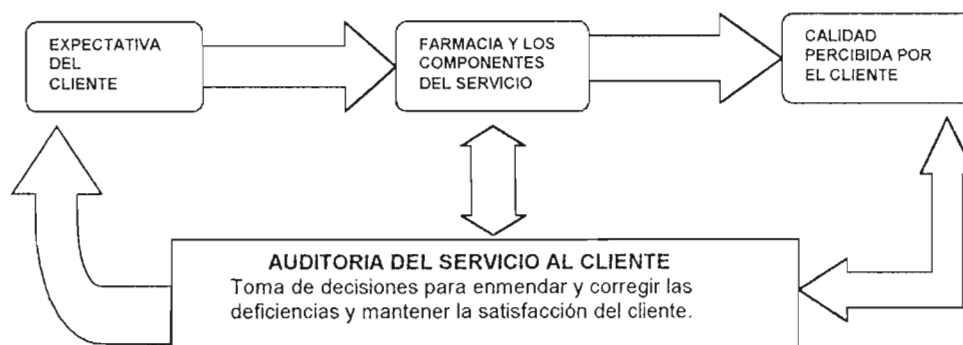 EXPECTATIVA
DEL
CLIENTE
FARMACIA Y LOS
COMPONENTES
DEL SERVICIO
CALIDAD
PERCIBIDA POR
EL CLIENTE
AUDITORIA DEL SERVICIO AL CLIENTE
Toma de decisiones para enmendar y corregir las
deficiencias y mantener la satisfacción del cliente.